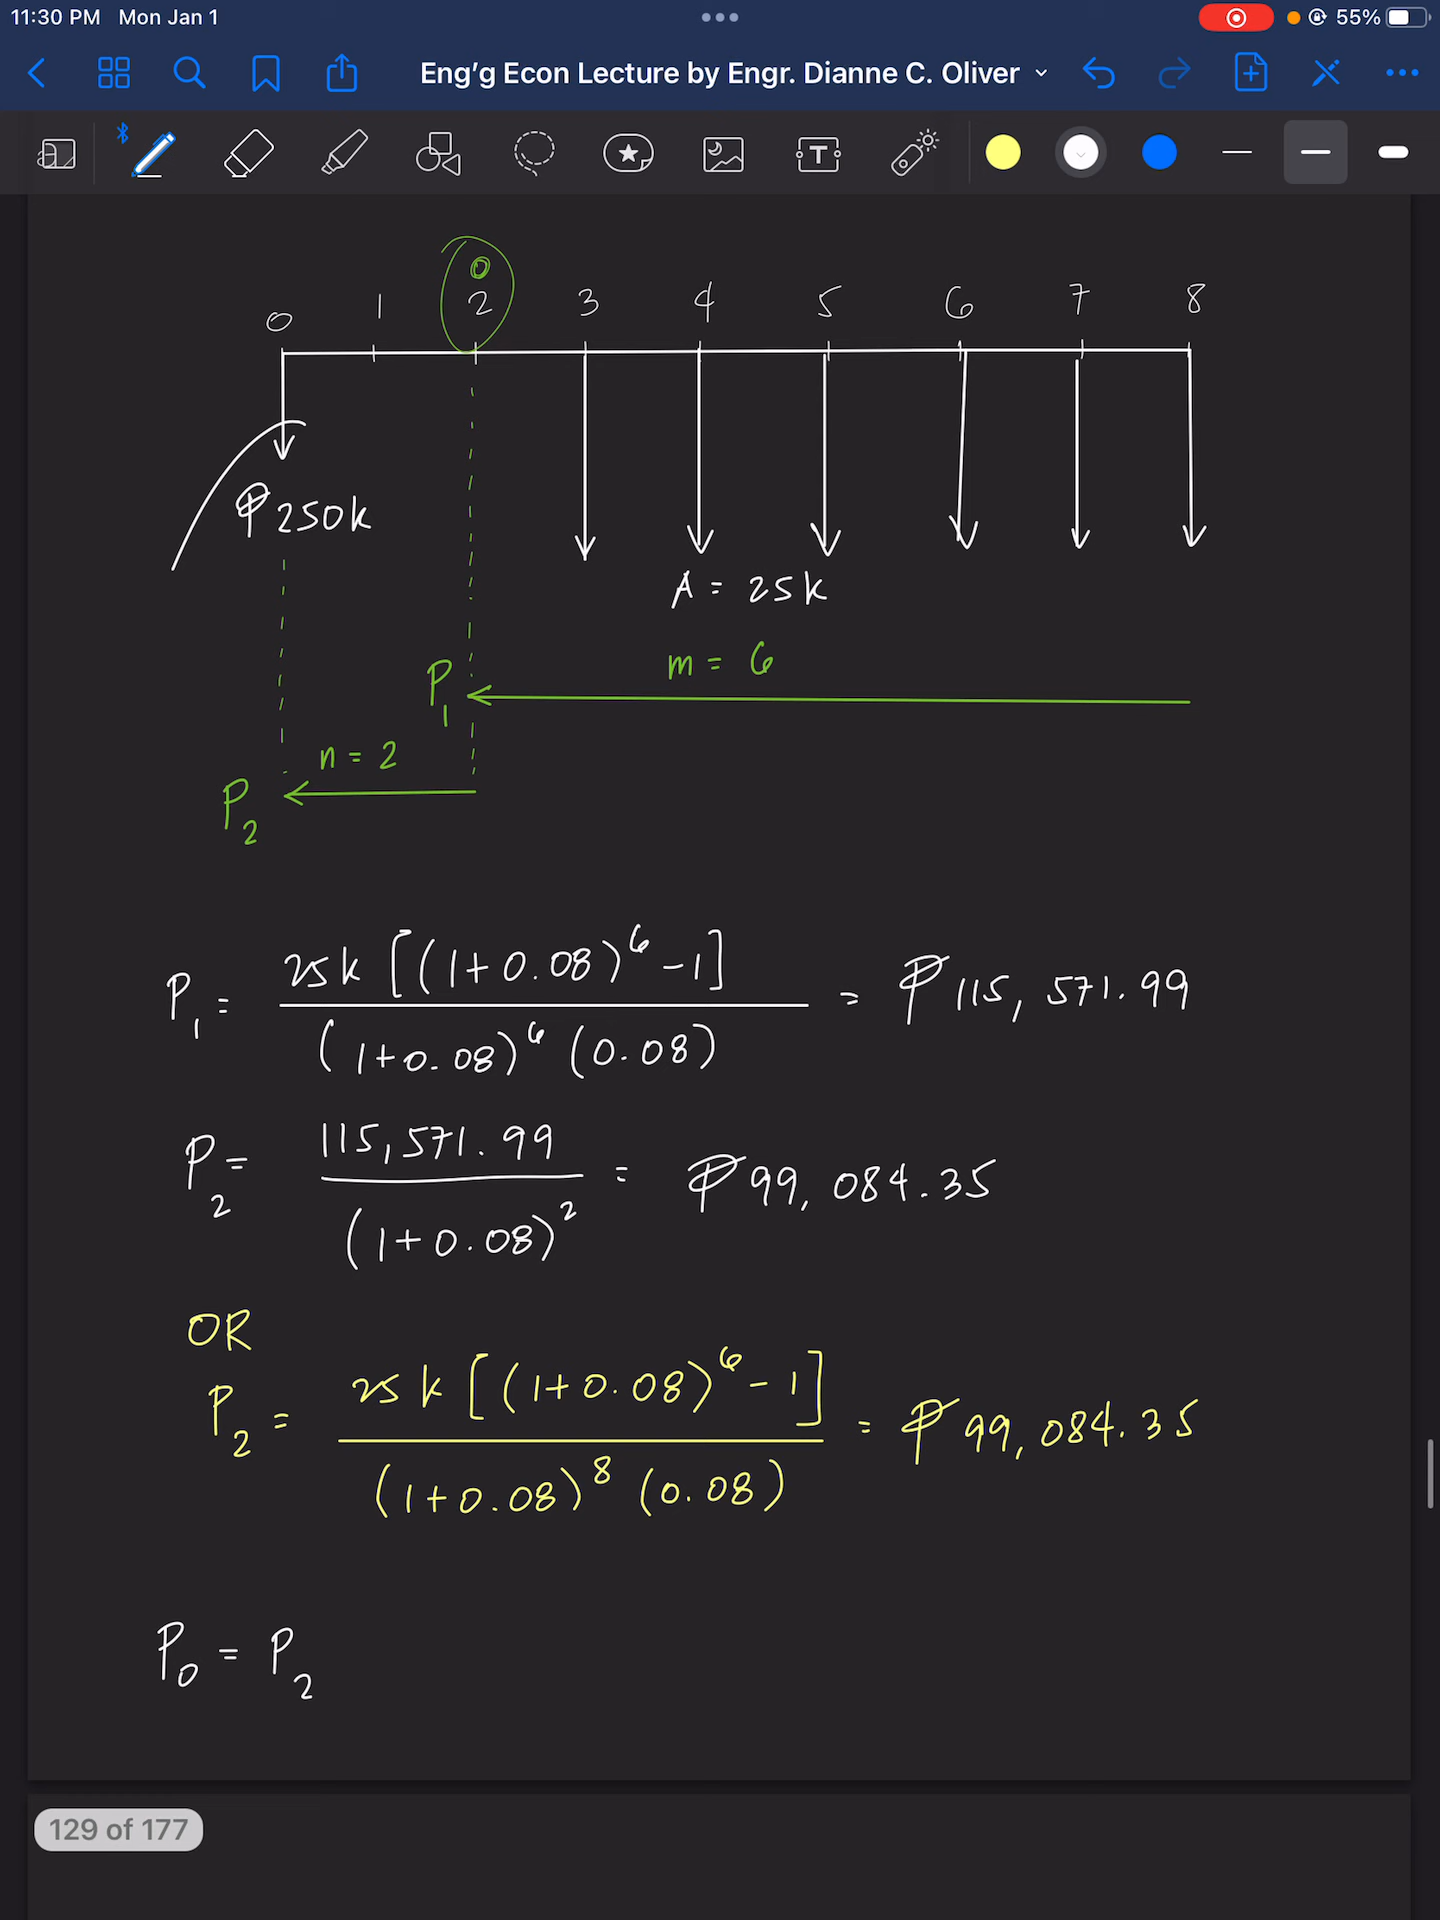 11:30 PM Mon Jan 1
55%
Eng'g Econ Lecture by Engr. Dianne C. Oliver
T
0
0 1 2 3 4 5 6 7 8
₱250k
A = 25k
m = 6
P1
n = 2
P2
P1 = 25k [(1+0.08)^6 -1] / (1+0.08)^6 (0.08) = ₱115,571.99
P2 = 115,571.99 / (1+0.08)^2 = ₱99,084.35
OR
P2 = 25k [(1+0.08)^6 -1] / (1+0.08)^8 (0.08) = ₱99,084.35
P0 = P2
129 of 177